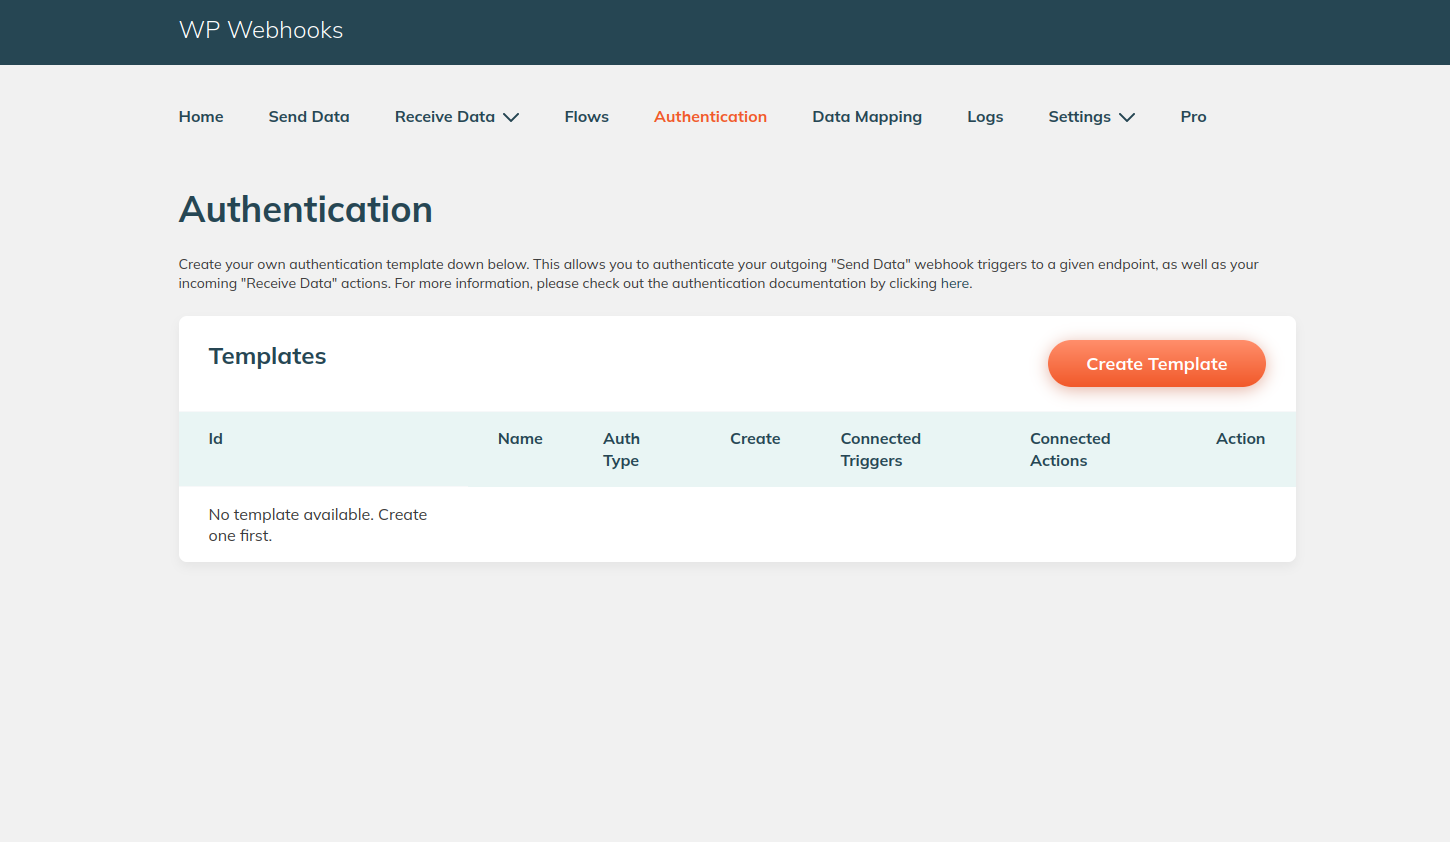 WP Webhooks
Home Send Data Receive Data Flows Authentication Data Mapping Logs Settings Pro
Authentication
Create your own authentication template down below. This allows you to authenticate your outgoing "Send Data" webhook triggers to a given endpoint, as well as your
incoming "Receive Data" actions. For more information, please check out the authentication documentation by clicking here.
Templates
Create Template
Id Name Auth Type Create Connected Triggers Connected Actions Action
No template available. Create
one first.